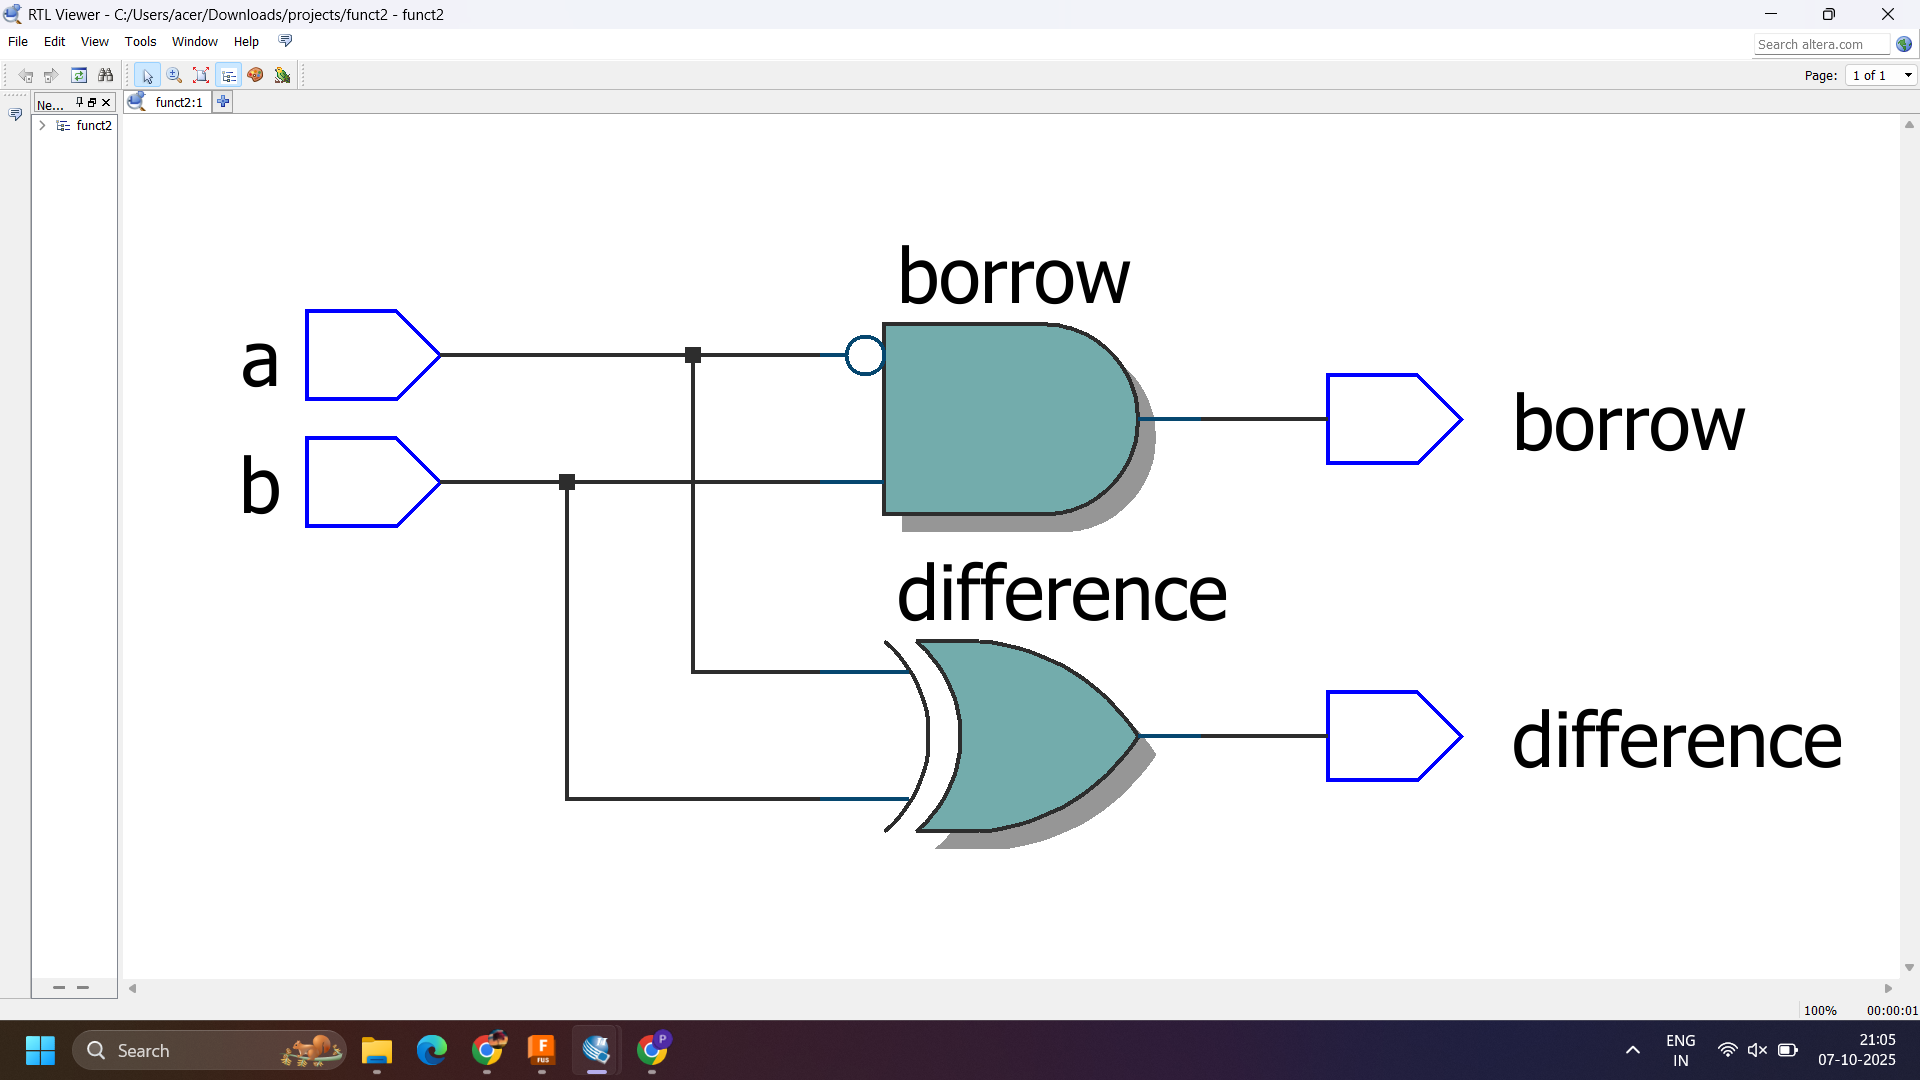 RTL Viewer - C:/Users/acer/Downloads/projects/funct2 - funct2
File Edit View Tools Window Help
Search altera.com
Page: 1 of 1
Ne...
funct2:1
funct2
borrow
a
borrow
b
difference
difference
100% 00:00:01
Search
FUS
P
ENG
IN
21:05
07-10-2025